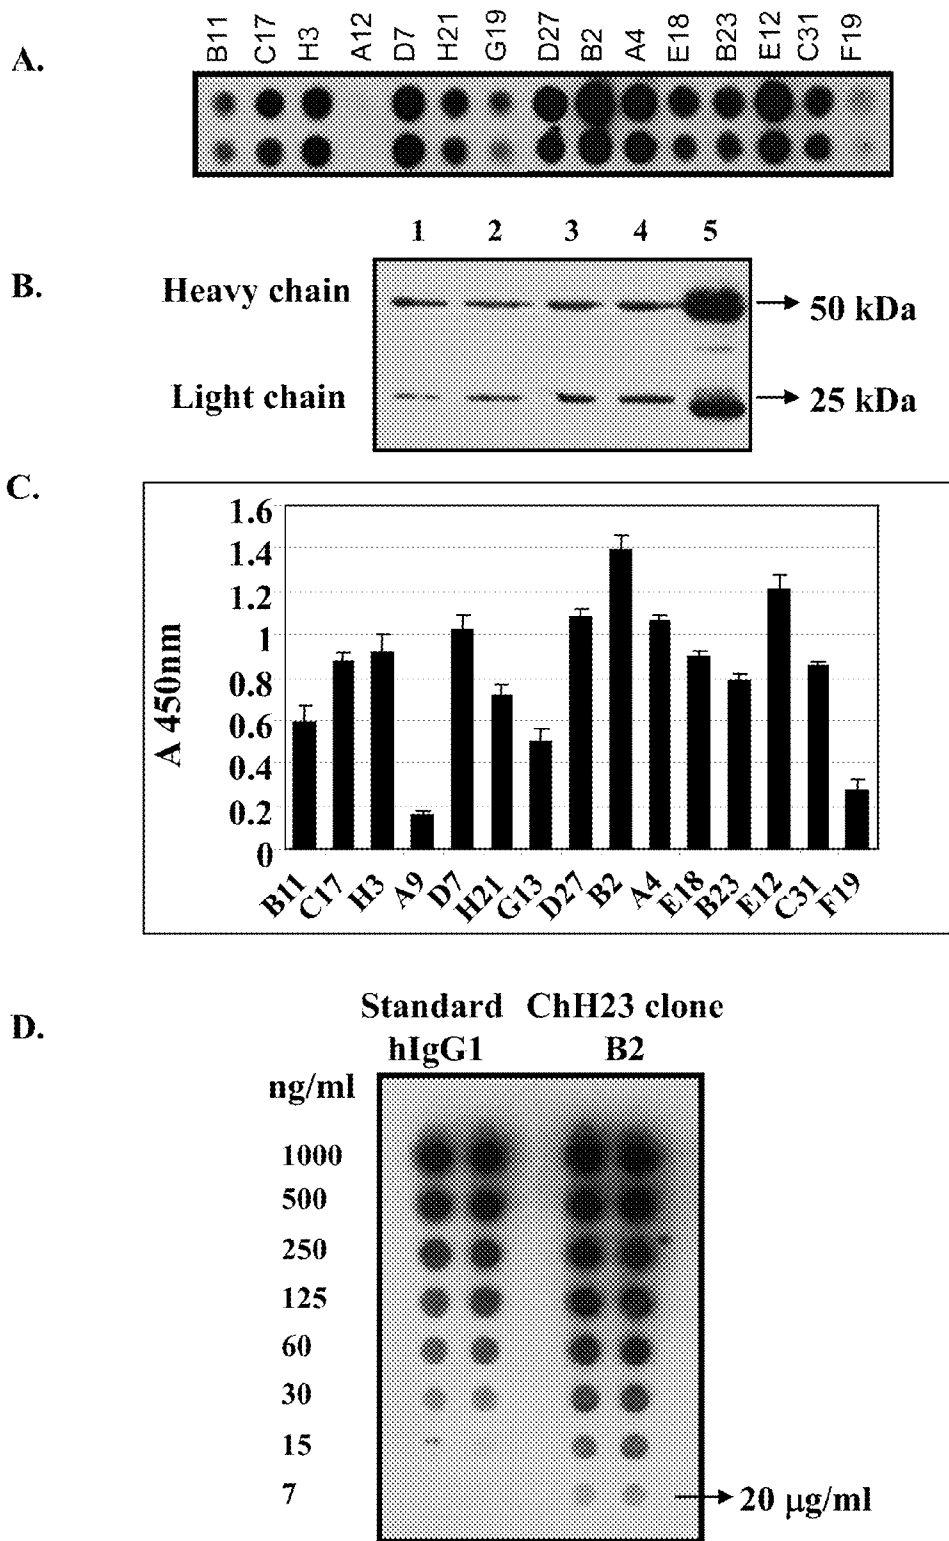 A.
B11 C17 H3 A12 D7 H21 G19 D27 B2 A4 E18 B23 E12 C31 F19
B.
1 2 3 4 5
Heavy chain
50 kDa
Light chain
25 kDa
C.
A 450nm
1.6
1.4
1.2
1
0.8
0.6
0.4
0.2
0
B11 C17 H3 A9 D7 H21 G13 D27 B2 A4 E18 B23 E12 C31 F19
D.
Standard ChH23 clone
hIgG1 B2
ng/ml
1000
500
250
125
60
30
15
7
20 µg/ml